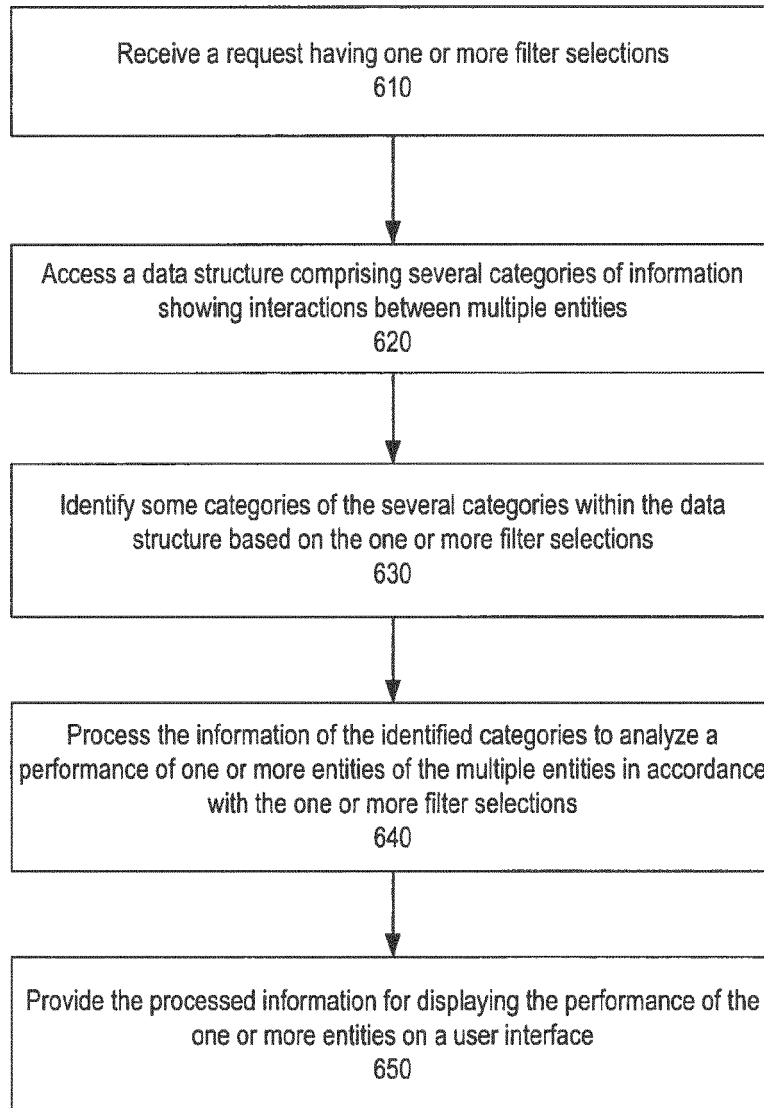 Receive a request having one or more filter selections
610
Access a data structure comprising several categories of information
showing interactions between multiple entities
620
Identify some categories of the several categories within the data
structure based on the one or more filter selections
630
Process the information of the identified categories to analyze a
performance of one or more entities of the multiple entities in accordance
with the one or more filter selections
640
Provide the processed information for displaying the performance of the
one or more entities on a user interface
650